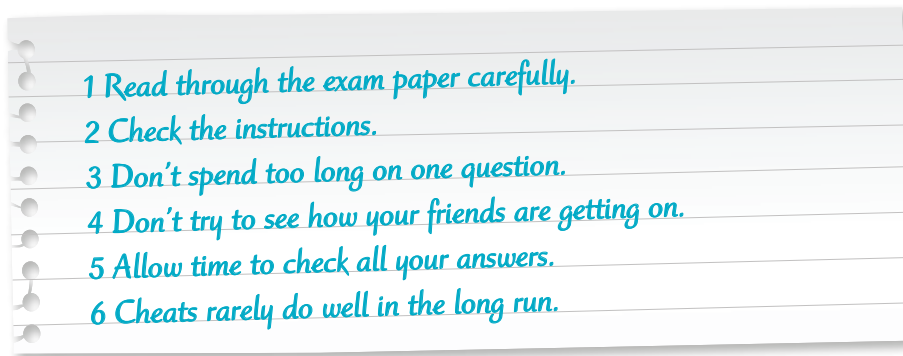 1 Read through the exam paper carefully.
2 Check the instructions.
3 Don't spend too long on one question.
4 Don't try to see how your friends are getting on.
5 Allow time to check all your answers.
6 Cheats rarely do well in the long run.